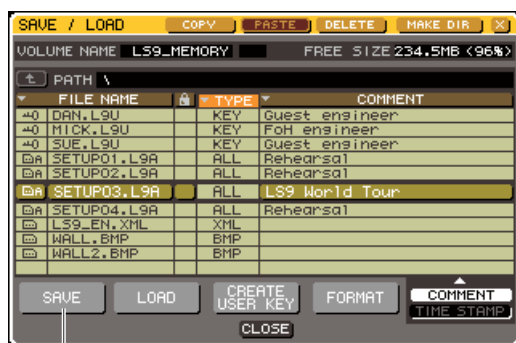 SAVE / LOAD COPY PASTE DELETE MAKE DIR X
VOLUME NAME LS9_MEMORY FREE SIZE 234.5MB (96%)
PATH \
FILE NAME TYPE COMMENT
DAN.L9U KEY Guest engineer
MICK.L9U KEY FoH engineer
SUE.L9U KEY Guest engineer
A SETUP01.L9A ALL Rehearsal
A SETUP02.L9A ALL Rehearsal
A SETUP03.L9A ALL LS9 World Tour
A SETUP04.L9A ALL Rehearsal
LS9_EN.XML XML
WALL.BMP BMP
WALL2.BMP BMP
SAVE LOAD CREATE USER KEY FORMAT COMMENT
TIME STAMP
CLOSE